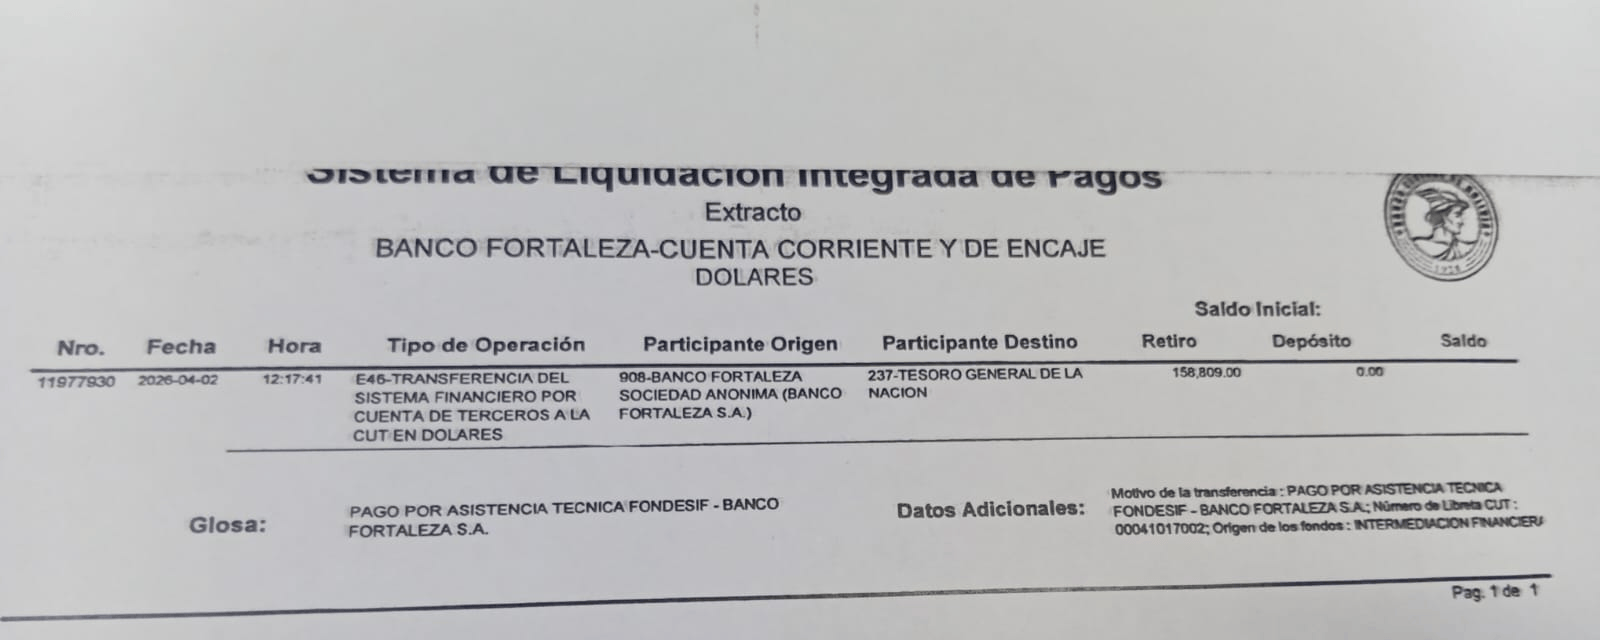 Sistema de Liquidación Integrada de Pagos
Extracto
BANCO FORTALEZA-CUENTA CORRIENTE Y DE ENCAJE
DOLARES
Saldo Inicial:
Nro. Fecha Hora Tipo de Operación Participante Origen Participante Destino Retiro Depósito Saldo
11977930 2026-04-02 12:17:41 E46-TRANSFERENCIA DEL 908-BANCO FORTALEZA 237-TESORO GENERAL DE LA 158,809.00 0.00
SISTEMA FINANCIERO POR SOCIEDAD ANONIMA (BANCO NACION
CUENTA DE TERCEROS A LA FORTALEZA S.A.)
CUT EN DOLARES
Glosa: PAGO POR ASISTENCIA TECNICA FONDESIF - BANCO
FORTALEZA S.A.
Datos Adicionales: Motivo de la transferencia : PAGO POR ASISTENCIA TECNICA
FONDESIF - BANCO FORTALEZA S.A.; Número de Libreta CUT :
00041017002; Origen de los fondos : INTERMEDIACION FINANCIERA
Pag. 1 de 1
1928